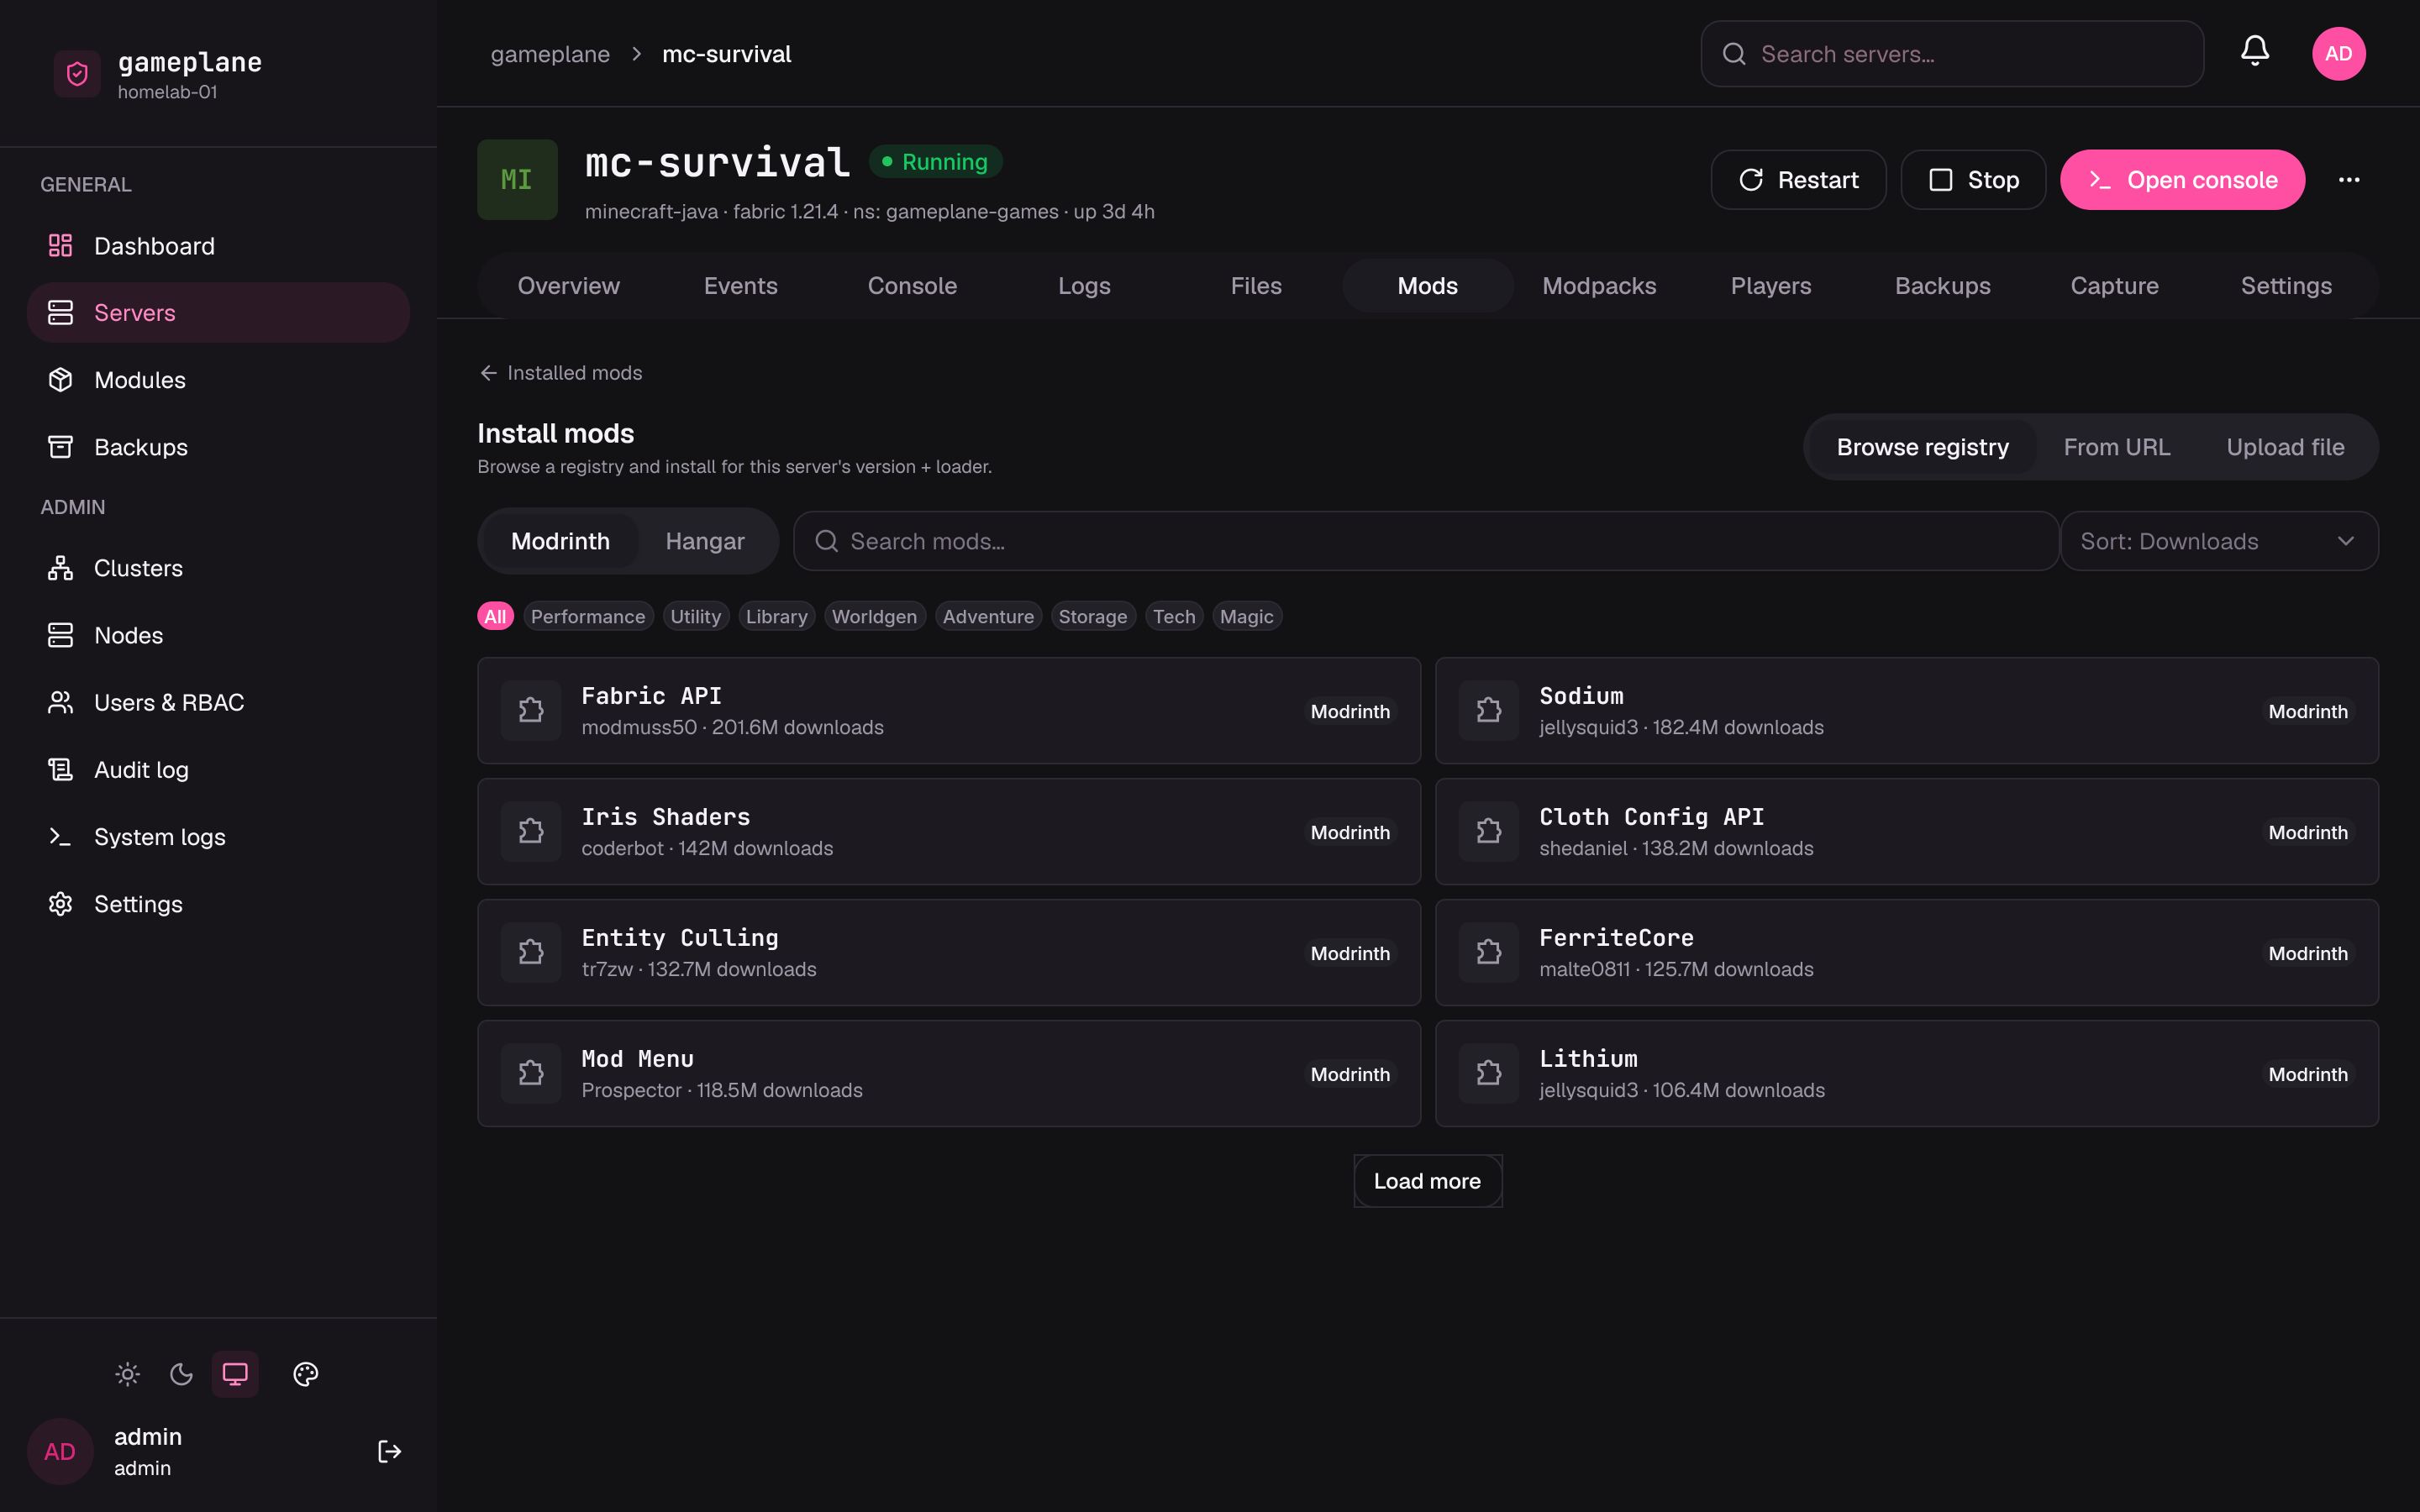 gameplane
homelab-01
GENERAL
Dashboard
Servers
Modules
Backups
ADMIN
Clusters
Nodes
Users & RBAC
Audit log
System logs
Settings
AD
admin
admin
gameplane > mc-survival
Search servers...
AD
MI
mc-survival
Running
minecraft-java · fabric 1.21.4 · ns: gameplane-games · up 3d 4h
Restart
Stop
Open console
Overview
Events
Console
Logs
Files
Mods
Modpacks
Players
Backups
Capture
Settings
Installed mods
Install mods
Browse a registry and install for this server's version + loader.
Browse registry
From URL
Upload file
Modrinth
Hangar
Search mods...
Sort: Downloads
All
Performance
Utility
Library
Worldgen
Adventure
Storage
Tech
Magic
Fabric API
modmuss50 · 201.6M downloads
Modrinth
Sodium
jellysquid3 · 182.4M downloads
Modrinth
Iris Shaders
coderbot · 142M downloads
Modrinth
Cloth Config API
shedaniel · 138.2M downloads
Modrinth
Entity Culling
tr7zw · 132.7M downloads
Modrinth
FerriteCore
malte0811 · 125.7M downloads
Modrinth
Mod Menu
Prospector · 118.5M downloads
Modrinth
Lithium
jellysquid3 · 106.4M downloads
Modrinth
Load more